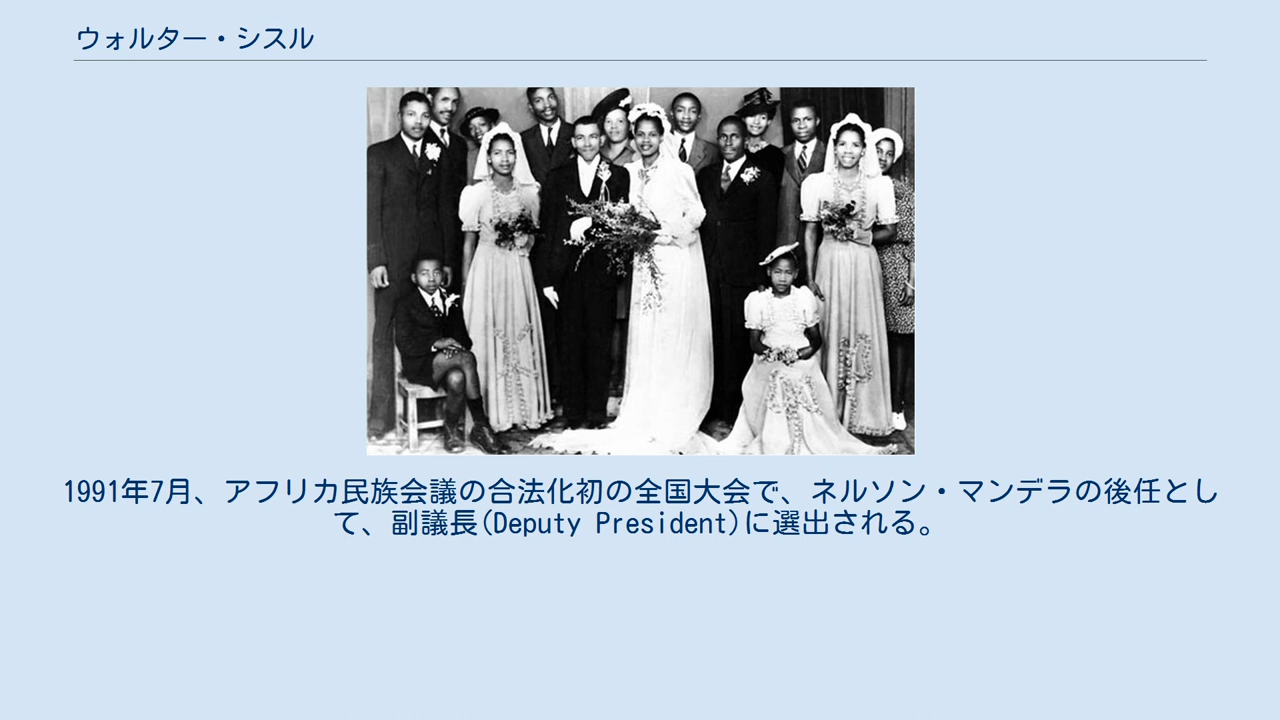 ウォルター・シスル
1991年7月、アフリカ民族会議の合法化初の全国大会で、ネルソン・マンデラの後任とし
て、副議長(Deputy President)に選出される。